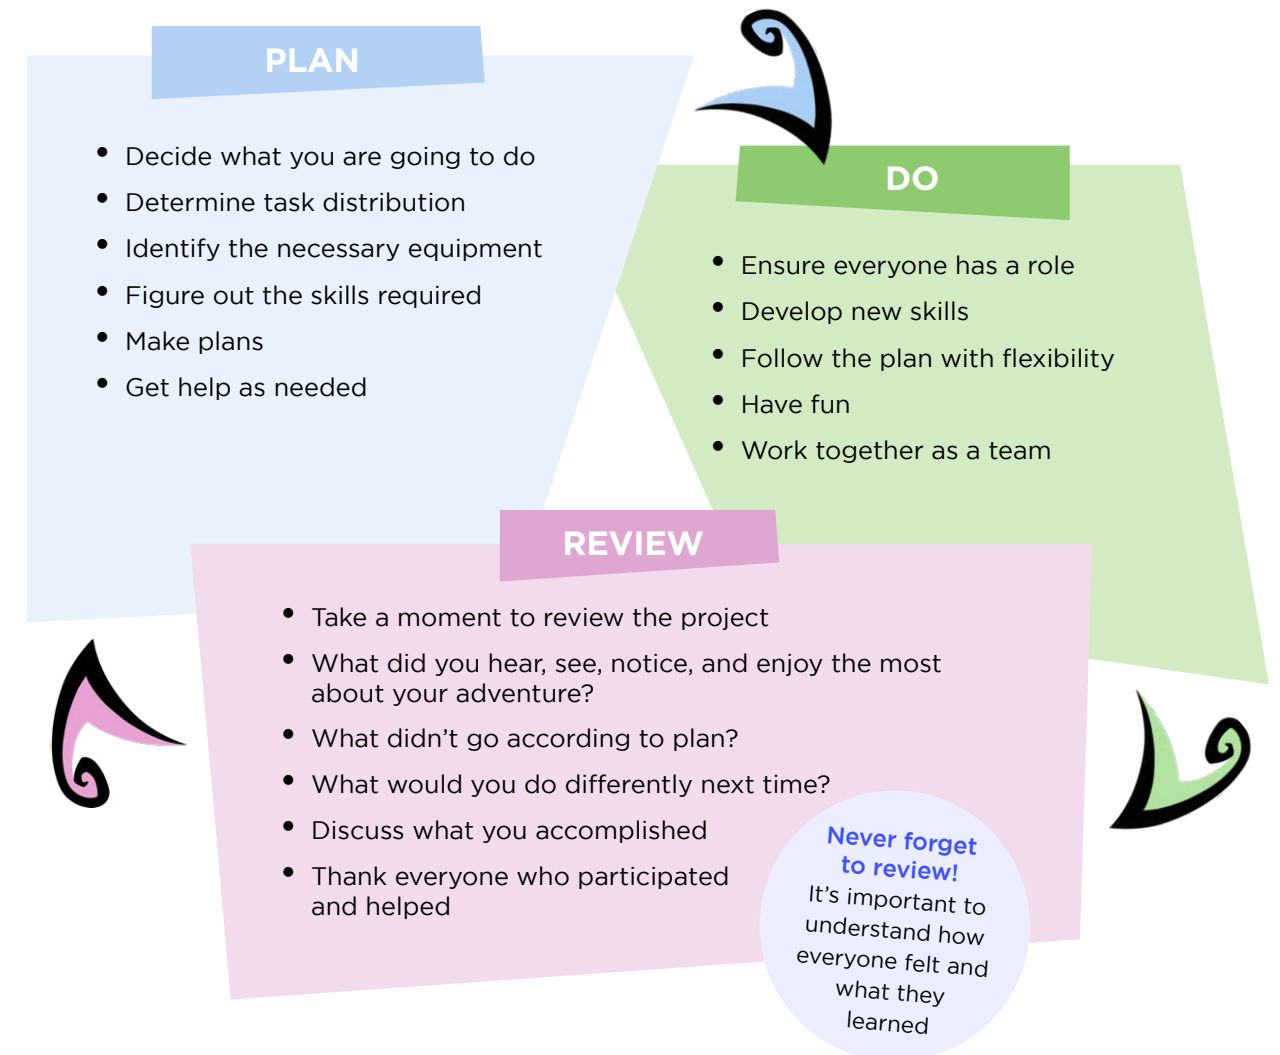 PLAN
• Decide what you are going to do
• Determine task distribution
• Identify the necessary equipment
• Figure out the skills required
• Make plans
• Get help as needed
DO
• Ensure everyone has a role
• Develop new skills
• Follow the plan with flexibility
• Have fun
• Work together as a team
REVIEW
• Take a moment to review the project
• What did you hear, see, notice, and enjoy the most
about your adventure?
• What didn’t go according to plan?
• What would you do differently next time?
• Discuss what you accomplished
• Thank everyone who participated
and helped
Never forget
to review!
It’s important to
understand how
everyone felt and
what they
learned